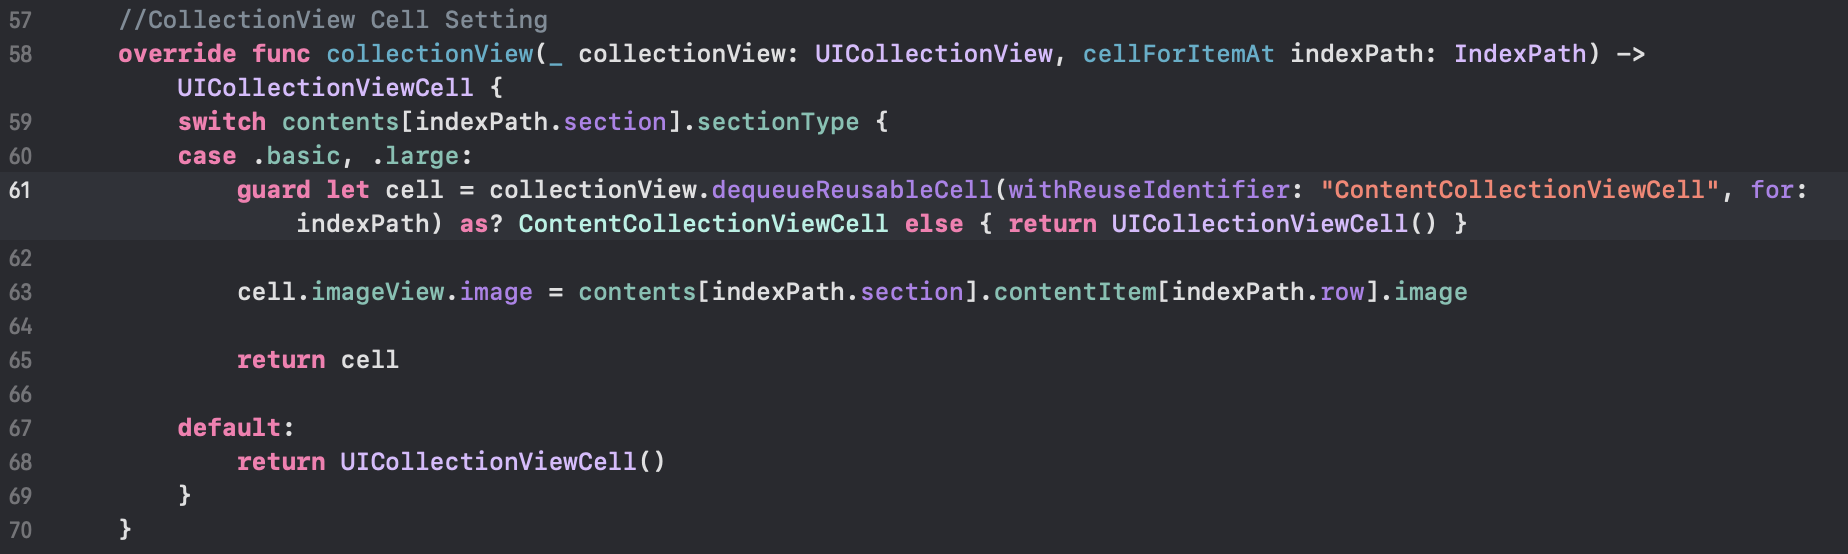 57 //CollectionView Cell Setting
58 override func collectionView(_ collectionView: UICollectionView, cellForItemAt indexPath: IndexPath) ->
UICollectionViewCell {
59 switch contents[indexPath.section].sectionType {
60 case .basic, .large:
61 guard let cell = collectionView.dequeueReusableCell(withReuseIdentifier: "ContentCollectionViewCell", for:
indexPath) as? ContentCollectionViewCell else { return UICollectionViewCell() }
62
63 cell.imageView.image = contents[indexPath.section].contentItem[indexPath.row].image
64
65 return cell
66
67 default:
68 return UICollectionViewCell()
69 }
70 }